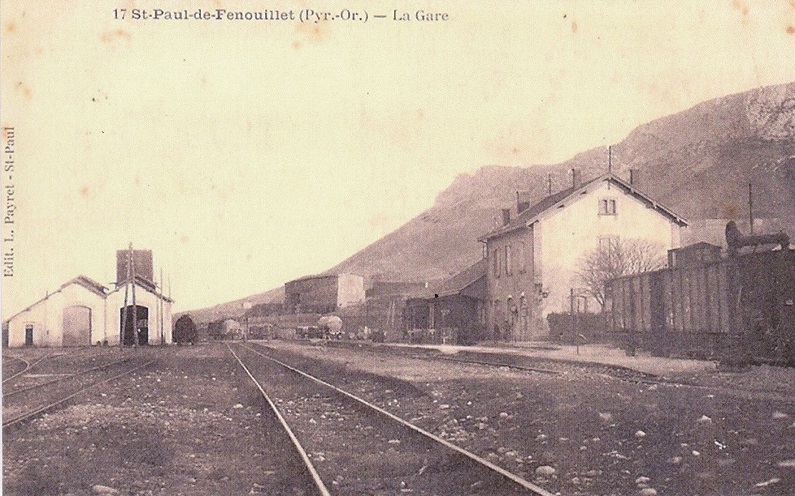 17 St-Paul-de-Fenouillet (Pyr.-Or.) — La Gare
Edit. L. Payret - St-Paul